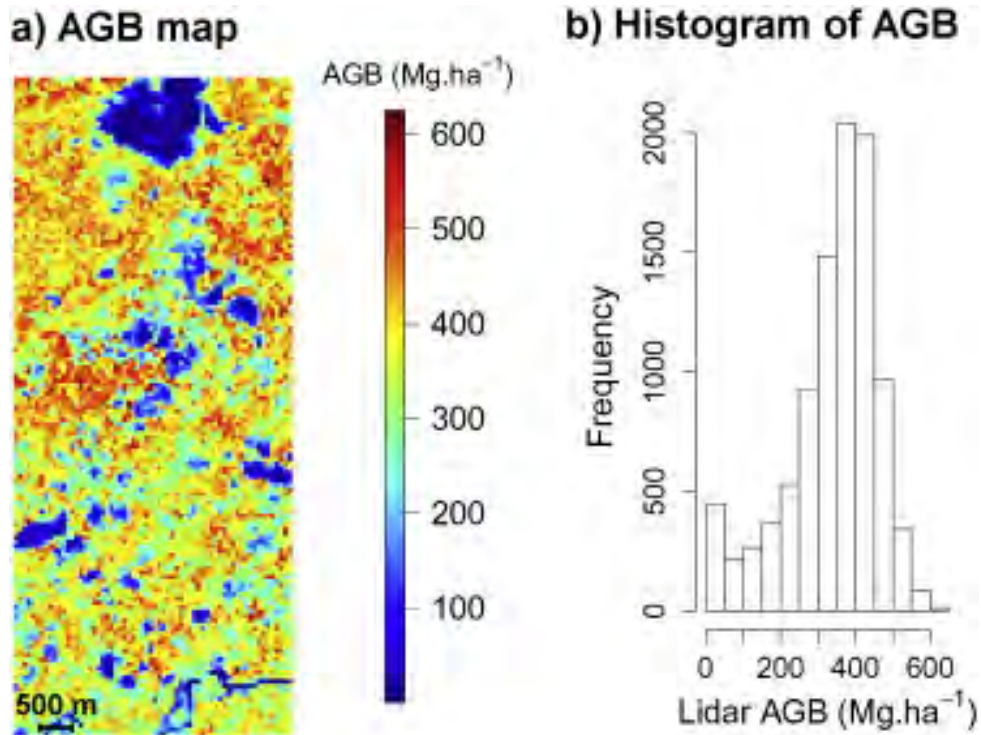 a) AGB map
AGB (Mg.ha⁻¹)
600
500
400
300
200
100
500 m
b) Histogram of AGB
Frequency
2000
1500
1000
500
0
0 200 400 600
Lidar AGB (Mg.ha⁻¹)